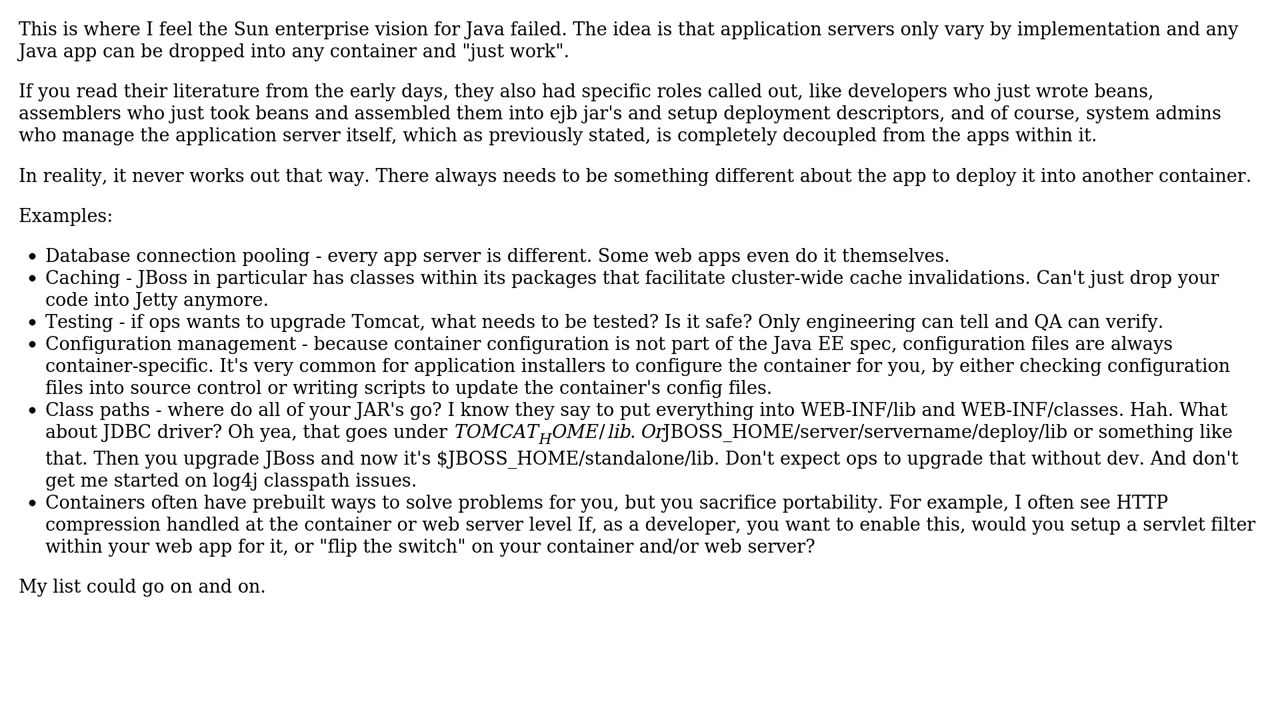 This is where I feel the Sun enterprise vision for Java failed. The idea is that application servers only vary by implementation and any
Java app can be dropped into any container and "just work".
If you read their literature from the early days, they also had specific roles called out, like developers who just wrote beans,
assemblers who just took beans and assembled them into ejb jar's and setup deployment descriptors, and of course, system admins
who manage the application server itself, which as previously stated, is completely decoupled from the apps within it.
In reality, it never works out that way. There always needs to be something different about the app to deploy it into another container.
Examples:
• Database connection pooling - every app server is different. Some web apps even do it themselves.
• Caching - JBoss in particular has classes within its packages that facilitate cluster-wide cache invalidations. Can't just drop your
code into Jetty anymore.
• Testing - if ops wants to upgrade Tomcat, what needs to be tested? Is it safe? Only engineering can tell and QA can verify.
• Configuration management - because container configuration is not part of the Java EE spec, configuration files are always
container-specific. It's very common for application installers to configure the container for you, by either checking configuration
files into source control or writing scripts to update the container's config files.
• Class paths - where do all of your JAR's go? I know they say to put everything into WEB-INF/lib and WEB-INF/classes. Hah. What
about JDBC driver? Oh yea, that goes under TOMCAT_HOME/lib. OrJBOSS_HOME/server/servername/deploy/lib or something like
that. Then you upgrade JBoss and now it's $JBOSS_HOME/standalone/lib. Don't expect ops to upgrade that without dev. And don't
get me started on log4j classpath issues.
• Containers often have prebuilt ways to solve problems for you, but you sacrifice portability. For example, I often see HTTP
compression handled at the container or web server level If, as a developer, you want to enable this, would you setup a servlet filter
within your web app for it, or "flip the switch" on your container and/or web server?
My list could go on and on.